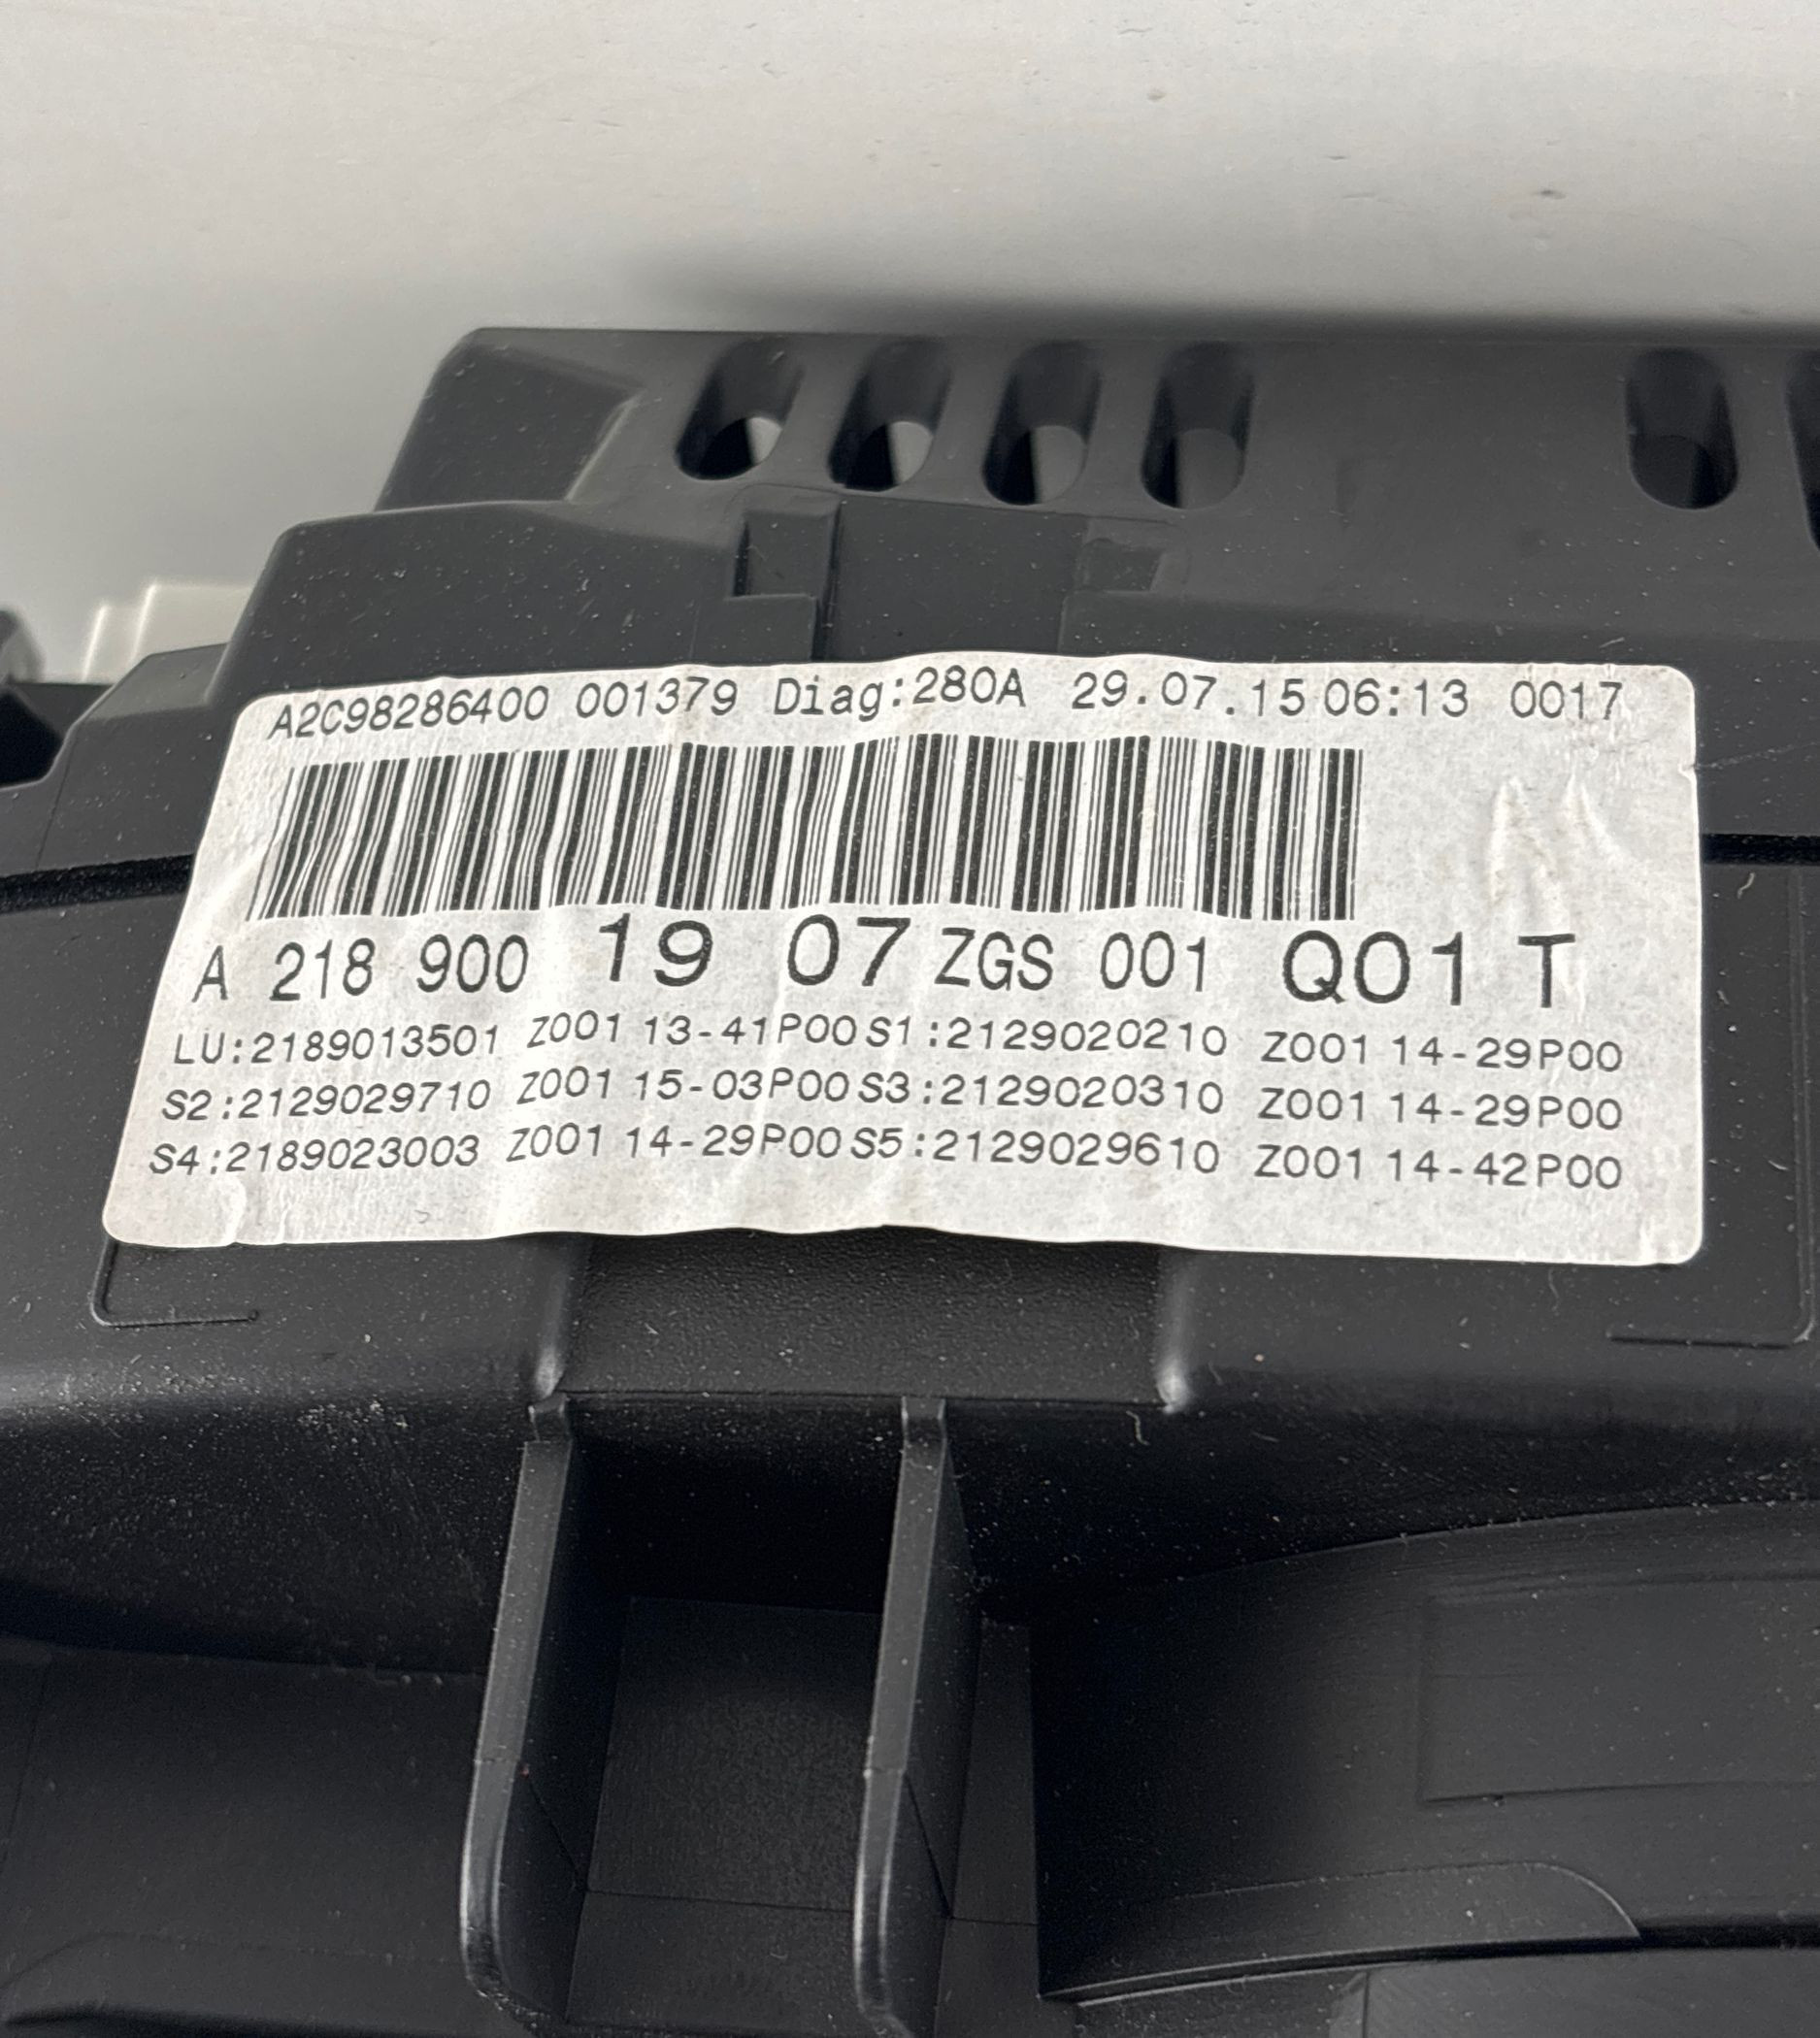 A2C98286400 001379 Diag:280A 29.07.15 06:13 0017
A 218 900 19 07 ZGS 001 Q01 T
LU:2189013501 Z001 13-41P00 S1:2129020210 Z001 14-29P00
S2:2129029710 Z001 15-03P00 S3:2129020310 Z001 14-29P00
S4:2189023003 Z001 14-29P00 S5:2129029610 Z001 14-42P00